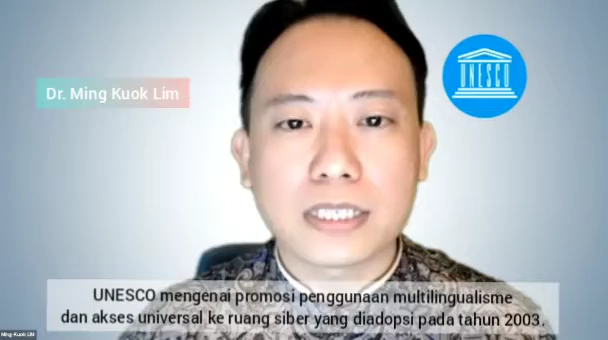 Dr. Ming Kuok Lim
UNESCO
UNESCO mengenai promosi penggunaan multilingualisme
dan akses universal ke ruang siber yang diadopsi pada tahun 2003.
Ming-Kuok LIM